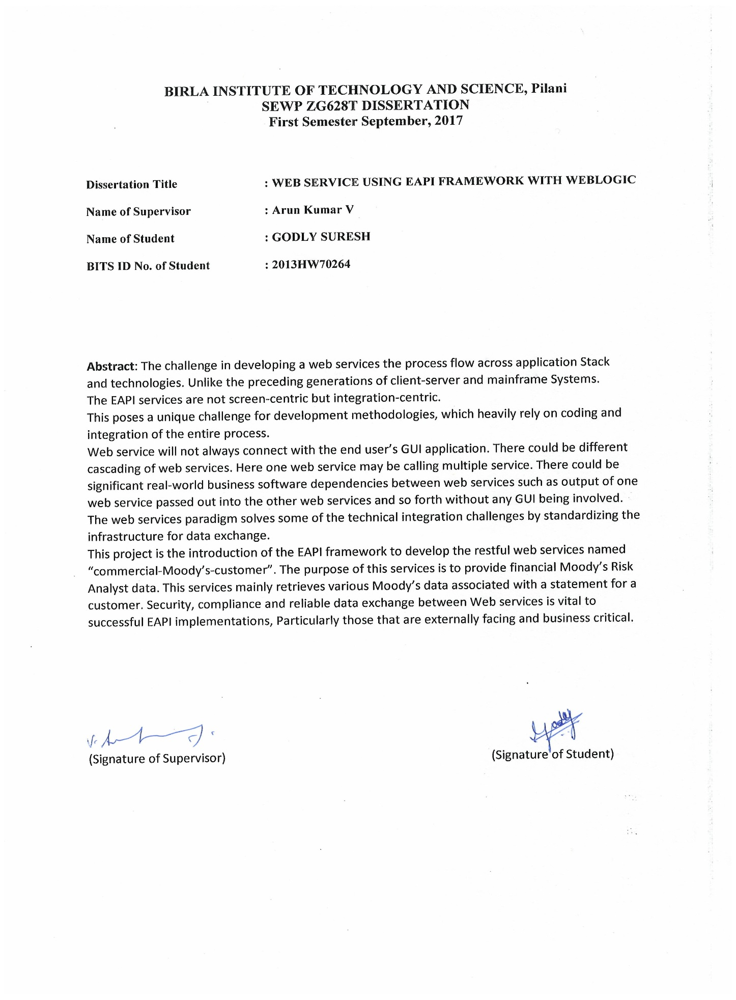 BIRLA INSTITUTE OF TECHNOLOGY AND SCIENCE, Pilani
SEWP ZG628T DISSERTATION
First Semester September, 2017
Dissertation Title : WEB SERVICE USING EAPI FRAMEWORK WITH WEBLOGIC
Name of Supervisor : Arun Kumar V
Name of Student : GODLY SURESH
BITS ID No. of Student : 2013HW70264
Abstract: The challenge in developing a web services the process flow across application Stack
and technologies. Unlike the preceding generations of client-server and mainframe Systems.
The EAPI services are not screen-centric but integration-centric.
This poses a unique challenge for development methodologies, which heavily rely on coding and
integration of the entire process.
Web service will not always connect with the end user’s GUI application. There could be different
cascading of web services. Here one web service may be calling multiple service. There could be
significant real-world business software dependencies between web services such as output of one
web service passed out into the other web services and so forth without any GUI being involved.
The web services paradigm solves some of the technical integration challenges by standardizing the
infrastructure for data exchange.
This project is the introduction of the EAPI framework to develop the restful web services named
“commercial-Moody’s-customer”. The purpose of this services is to provide financial Moody’s Risk
Analyst data. This services mainly retrieves various Moody’s data associated with a statement for a
customer. Security, compliance and reliable data exchange between Web services is vital to
successful EAPI implementations, Particularly those that are externally facing and business critical.
Godly
(Signature of Supervisor) (Signature of Student)